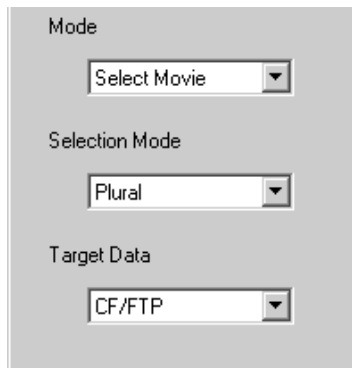 Mode
Select Movie
Selection Mode
Plural
Target Data
CF/FTP